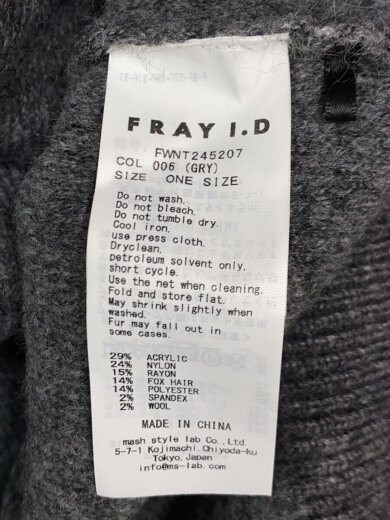 FRAY I.D
FWNT245207
COL 006 (GRY)
SIZE ONE SIZE
Do not wash.
Do not bleach.
Do not tumble dry.
Cool iron.
use press cloth.
Dryclean.
petroleum solvent only.
short cycle.
Use the net when cleaning.
Fold and store flat.
May shrink slightly when
washed.
Fur may fall out in
some cases.
29% ACRYLIC
24% NYLON
15% RAYON
14% FOX HAIR
14% POLYESTER
2% SPANDEX
2% WOOL
MADE IN CHINA
mash style lab Co., Ltd.
5-7-1 Kojimachi, Chiyoda-ku
Tokyo, Japan
info@ms-lab.com